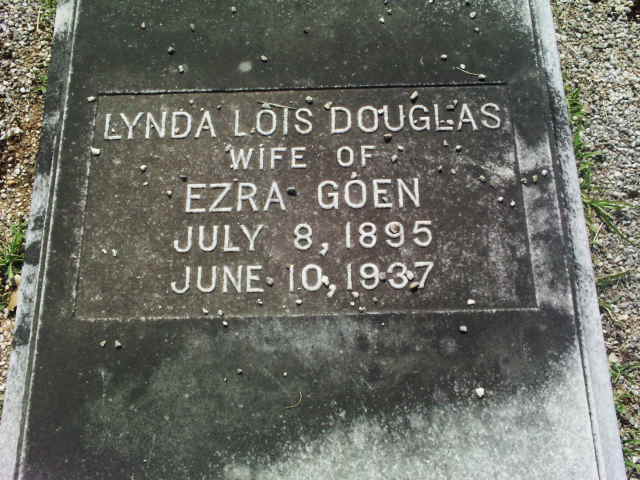 LYNDA LOIS DOUGLAS
WIFE OF
EZRA GOEN
JULY 8, 1895
JUNE 10, 1937